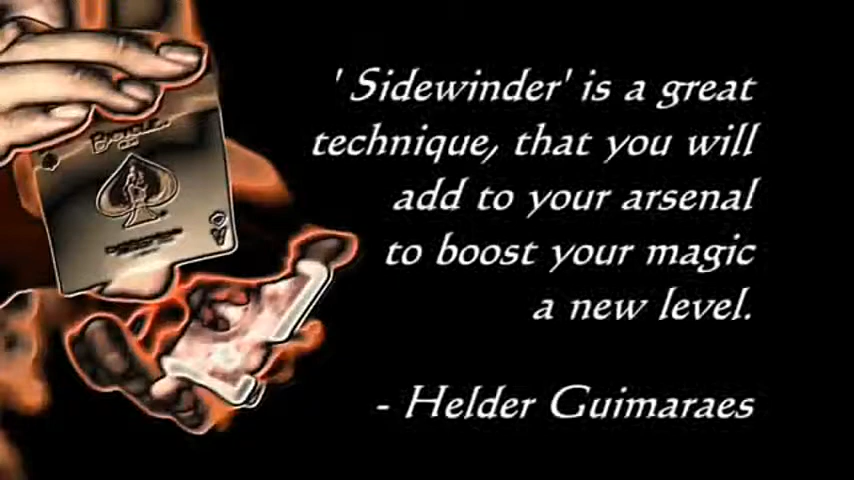 Bicycle
' Sidewinder' is a great
technique, that you will
add to your arsenal
to boost your magic
a new level.
- Helder Guimaraes